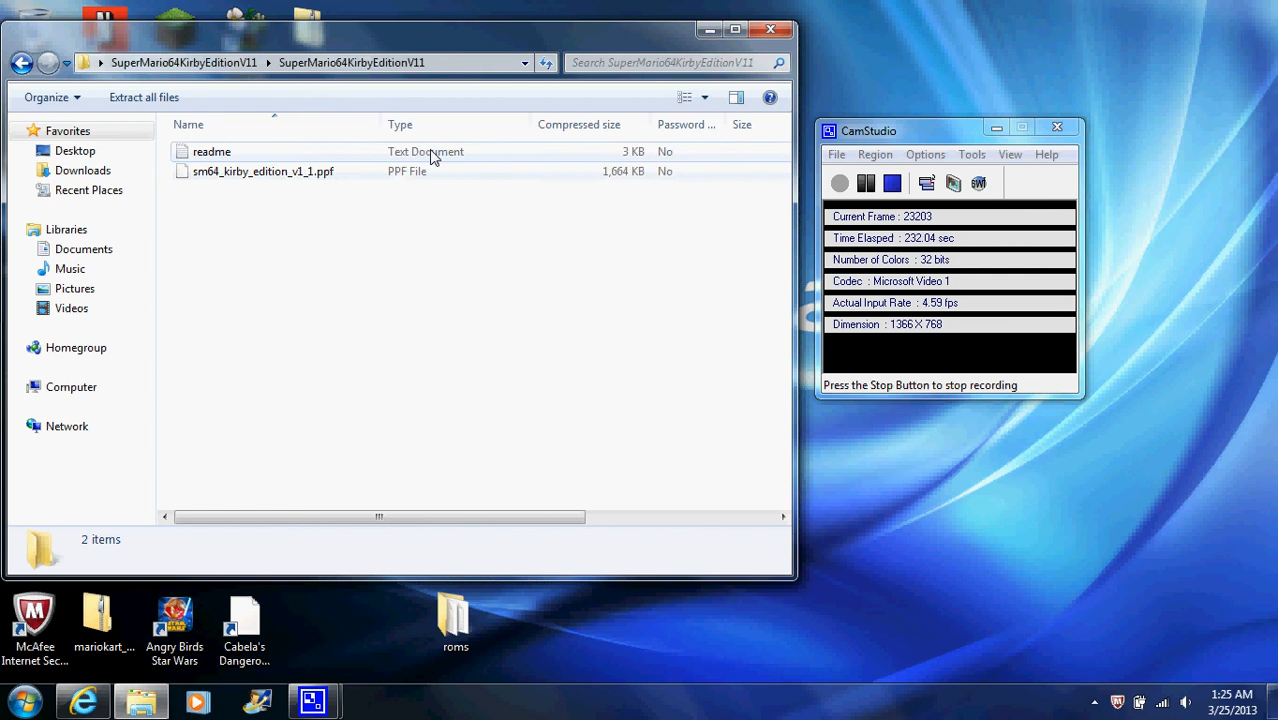 SuperMario64KirbyEditionV11 SuperMario64KirbyEditionV11
Search SuperMario64KirbyEditionV11
Organize Extract all files
Name Type Compressed size Password ... Size
Favorites
Desktop
Downloads
Recent Places
Libraries
Documents
Music
Pictures
Videos
Homegroup
Computer
Network
readme Text Document 3 KB No
sm64_kirby_edition_v1_1.ppf PPF File 1,664 KB No
2 items
CamStudio
File Region Options Tools View Help
Current Frame : 23203
Time Elasped : 232.04 sec
Number of Colors : 32 bits
Codec : Microsoft Video 1
Actual Input Rate : 4.59 fps
Dimension : 1366 X 768
Press the Stop Button to stop recording
McAfee
Internet Sec...
mariokart_...
Angry Birds
Star Wars
Cabela's
Dangero...
roms
1:25 AM
3/25/2013